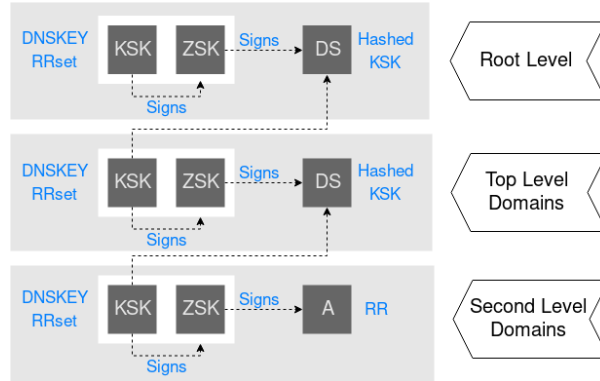 DNSKEY
RRset
KSK
ZSK
Signs
DS
Hashed
KSK
Signs
Root Level
DNSKEY
RRset
KSK
ZSK
Signs
DS
Hashed
KSK
Signs
Top Level
Domains
DNSKEY
RRset
KSK
ZSK
Signs
A
RR
Signs
Second Level
Domains